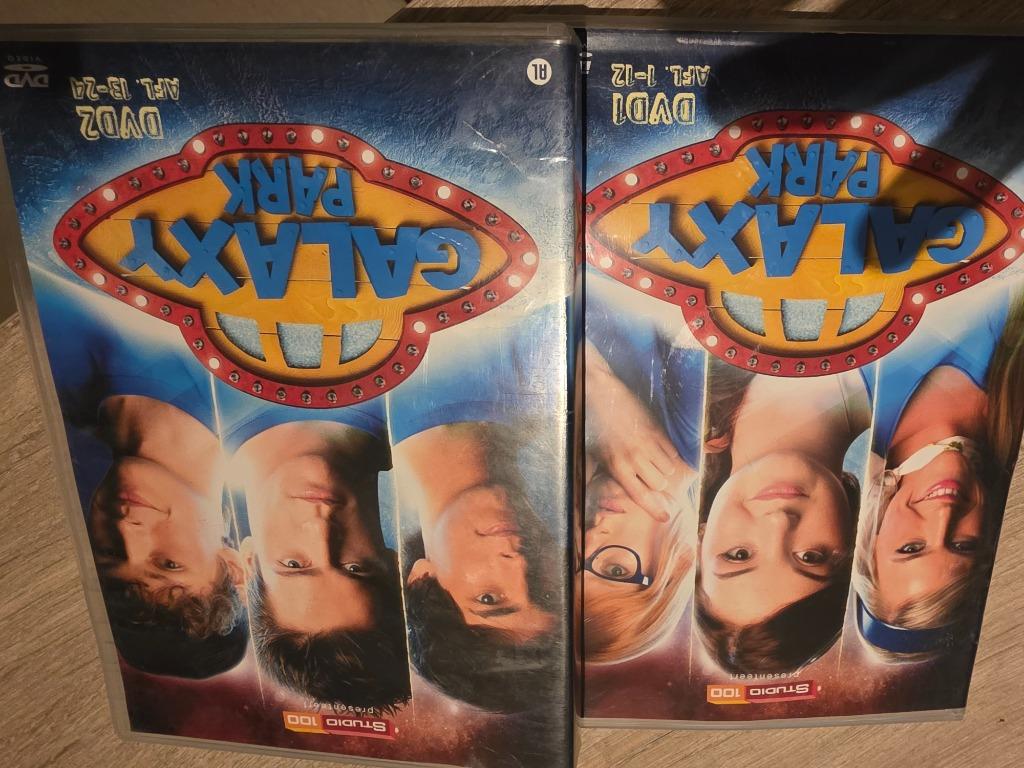 STUDIO 100
presenteert
GALAXY
PARK
DVD2
AFL. 13-24
DVD
VIDEO
AL
STUDIO 100
presenteert
GALAXY
PARK
DVD1
AFL. 1-12